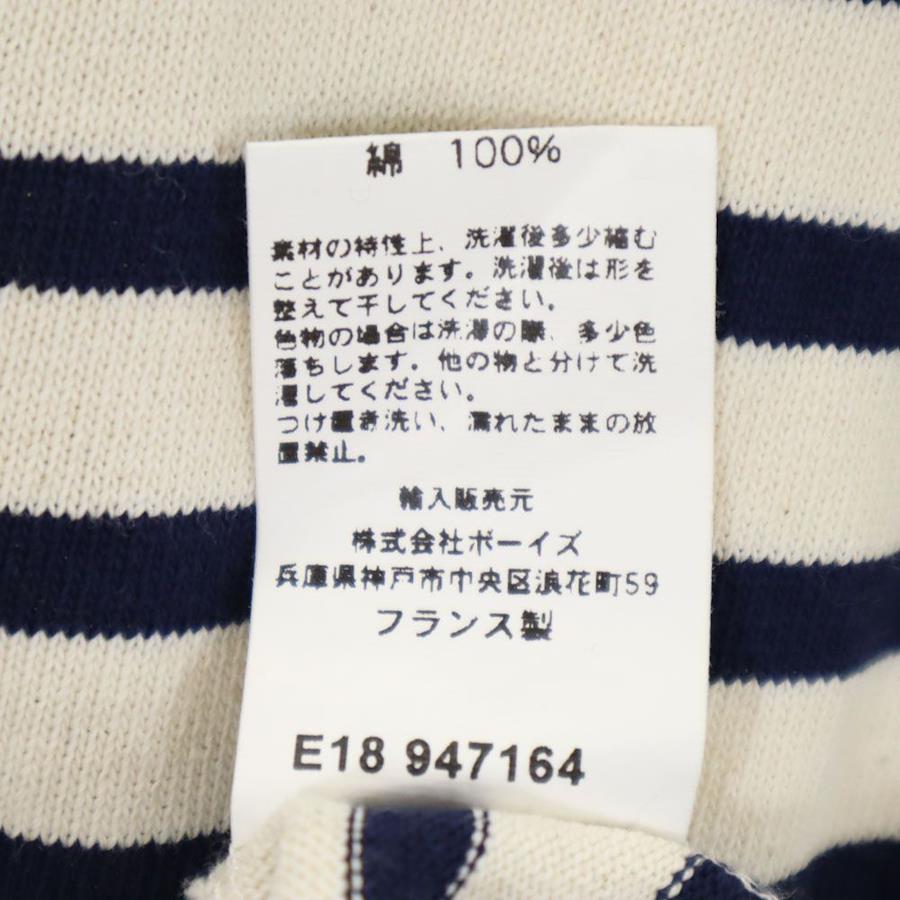 綿 100%
素材の特性上、洗濯後多少縮む
ことがあります。洗濯後は形を
整えて干してください。
色物の場合は洗濯の際、多少色
落ちします。他の物と分けて洗
濯してください。
つけ置き洗い、濡れたままの放
置禁止。
輸入販売元
株式会社ボーイズ
兵庫県神戸市中央区浪花町59
フランス製
E18 947164